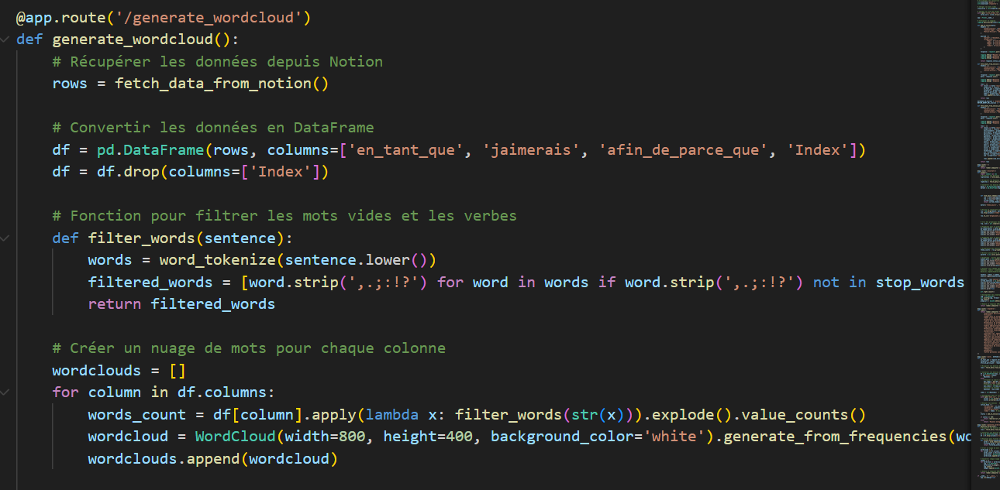 @app.route('/generate_wordcloud')
def generate_wordcloud():
    # Récupérer les données depuis Notion
    rows = fetch_data_from_notion()

    # Convertir les données en DataFrame
    df = pd.DataFrame(rows, columns=['en_tant_que', 'jaimerais', 'afin_de_parce_que', 'Index'])
    df = df.drop(columns=['Index'])

    # Fonction pour filtrer les mots vides et les verbes
    def filter_words(sentence):
        words = word_tokenize(sentence.lower())
        filtered_words = [word.strip(',.;:!?') for word in words if word.strip(',.;:!?') not in stop_words
        return filtered_words

    # Créer un nuage de mots pour chaque colonne
    wordclouds = []
    for column in df.columns:
        words_count = df[column].apply(lambda x: filter_words(str(x))).explode().value_counts()
        wordcloud = WordCloud(width=800, height=400, background_color='white').generate_from_frequencies(
        wordclouds.append(wordcloud)